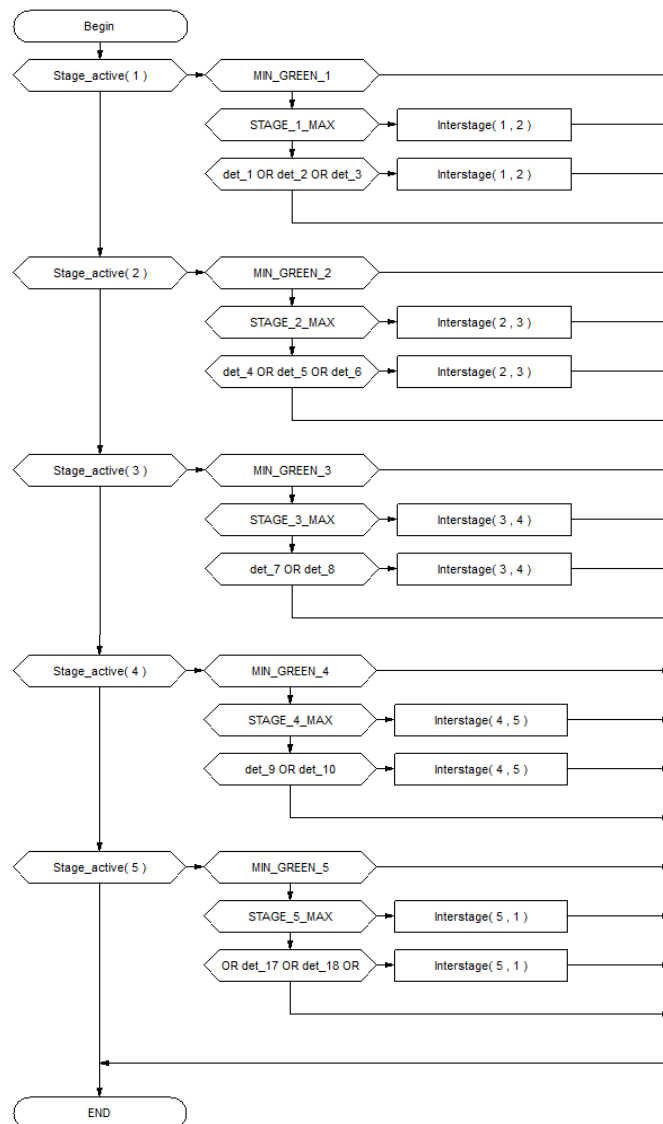 Begin
Stage_active( 1 )
MIN_GREEN_1
STAGE_1_MAX
Interstage( 1 , 2 )
det_1 OR det_2 OR det_3
Interstage( 1 , 2 )
Stage_active( 2 )
MIN_GREEN_2
STAGE_2_MAX
Interstage( 2 , 3 )
det_4 OR det_5 OR det_6
Interstage( 2 , 3 )
Stage_active( 3 )
MIN_GREEN_3
STAGE_3_MAX
Interstage( 3 , 4 )
det_7 OR det_8
Interstage( 3 , 4 )
Stage_active( 4 )
MIN_GREEN_4
STAGE_4_MAX
Interstage( 4 , 5 )
det_9 OR det_10
Interstage( 4 , 5 )
Stage_active( 5 )
MIN_GREEN_5
STAGE_5_MAX
Interstage( 5 , 1 )
OR det_17 OR det_18 OR
Interstage( 5 , 1 )
END